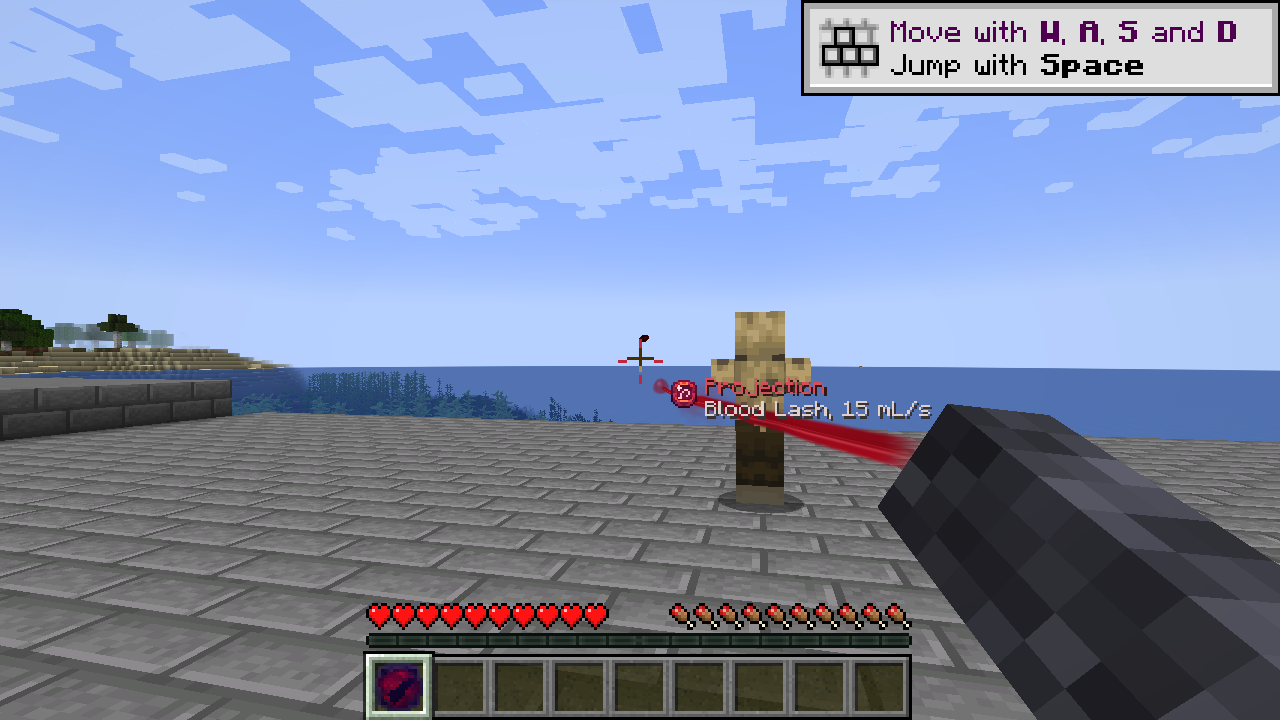 Move with W, A, S and D
Jump with Space
Projection
Blood Lash, 15 mL/s